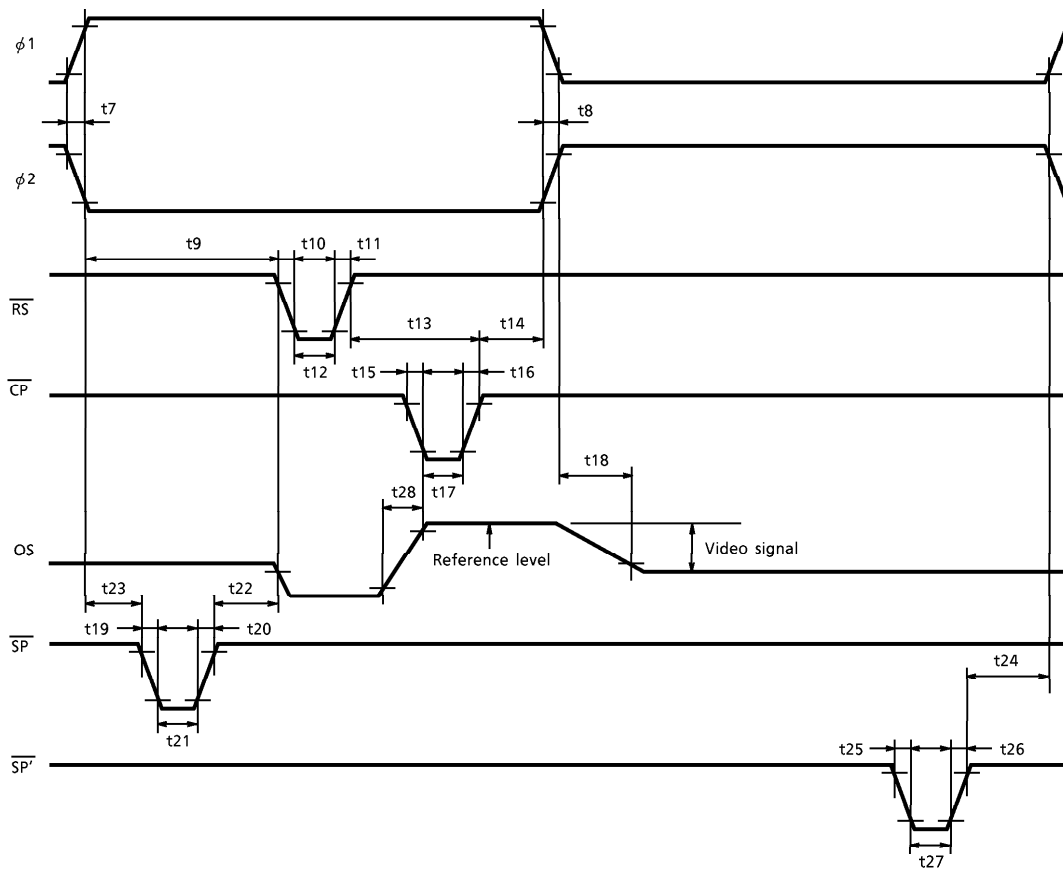 ϕ1
t7
t8
ϕ2
t9
t10
t11
RS
t13
t14
t12
t15
t16
CP
t18
t28
t17
OS
Reference level
Video signal
t23
t22
t19
t20
SP
t24
t21
t25
t26
SP'
t27